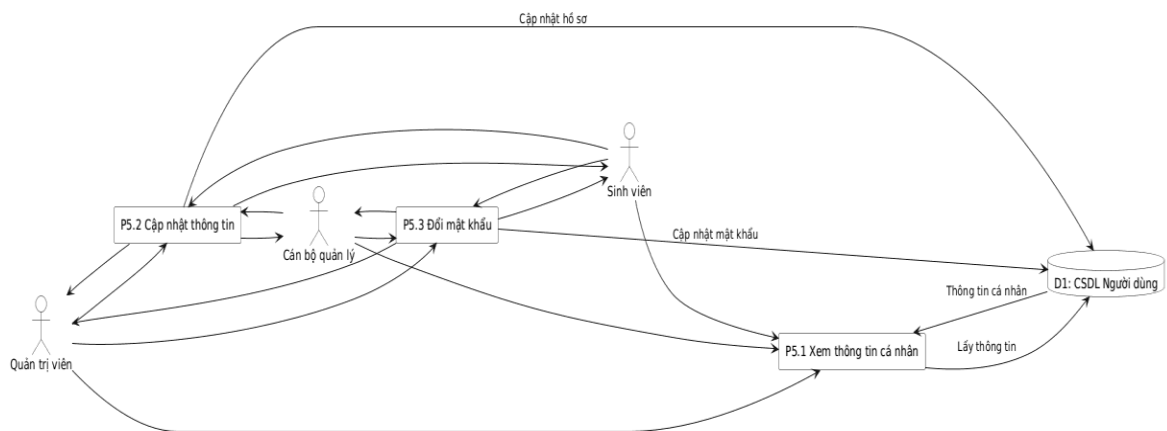 Cập nhật hồ sơ
Sinh viên
P5.2 Cập nhật thông tin
P5.3 Đổi mật khẩu
Cập nhật mật khẩu
Cán bộ quản lý
D1: CSDL Người dùng
Thông tin cá nhân
Lấy thông tin
P5.1 Xem thông tin cá nhân
Quản trị viên